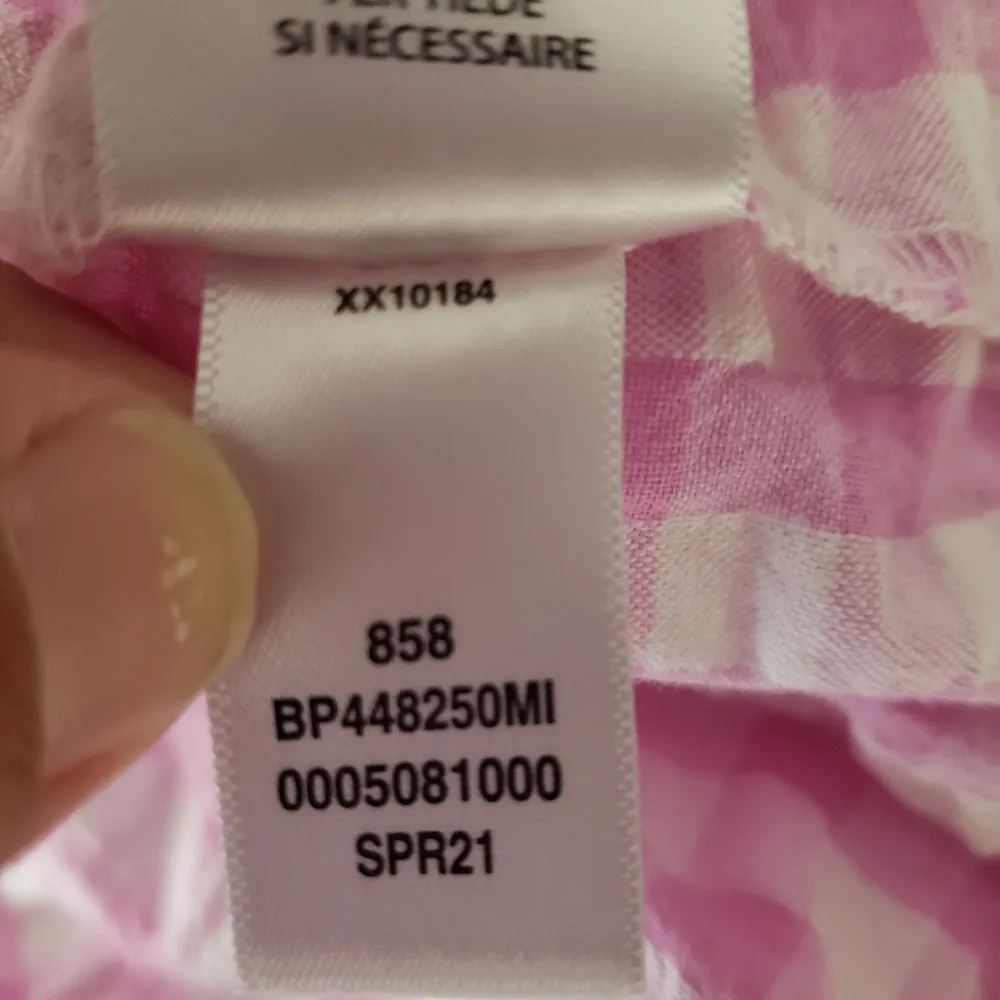 SI NÉCESSAIRE
XX10184
858
BP448250MI
0005081000
SPR21